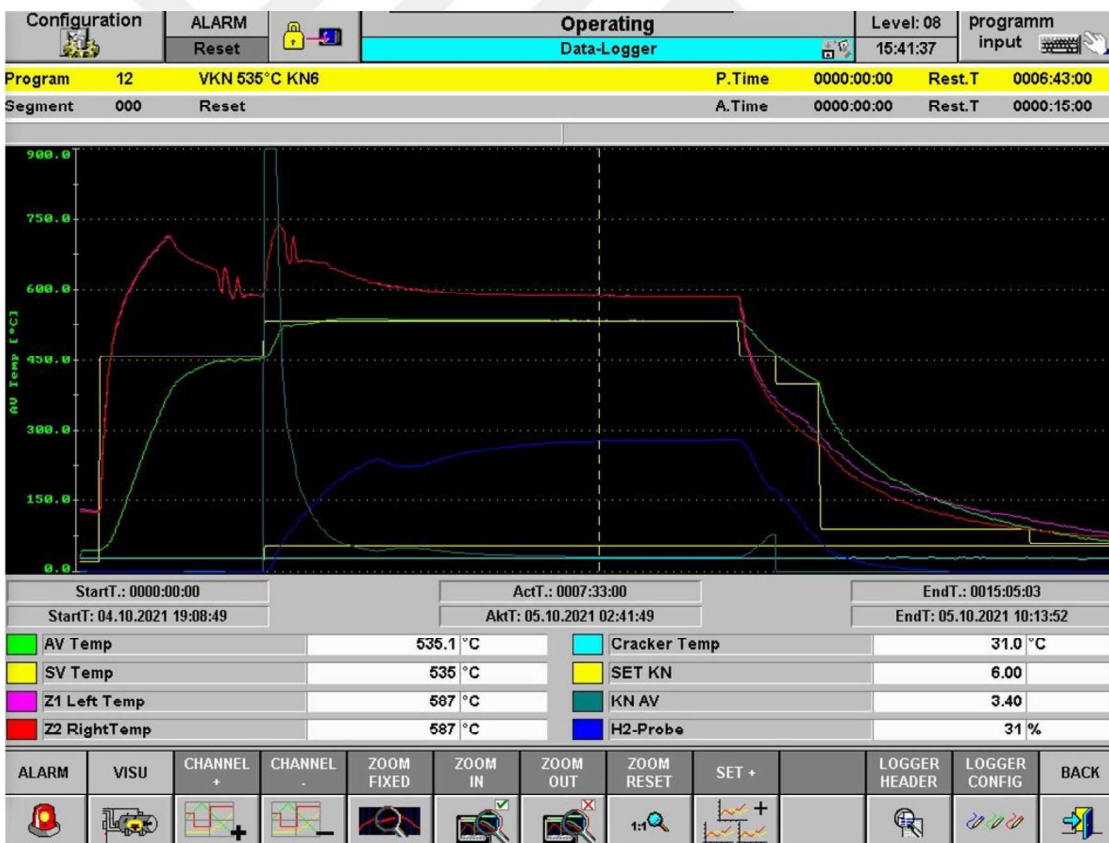 Configuration ALARM Operating Level: 08 programm
Reset Data-Logger 15:41:37 input
Program 12 VKN 535°C KN6 P.Time 0000:00:00 Rest.T 0006:43:00
Segment 000 Reset A.Time 0000:00:00 Rest.T 0000:15:00
900.0
750.0
600.0
450.0
300.0
150.0
0.0
AV Temp [°C]
StartT.: 0000:00:00 ActT.: 0007:33:00 EndT.: 0015:05:03
StartT: 04.10.2021 19:08:49 AktT: 05.10.2021 02:41:49 EndT: 05.10.2021 10:13:52
AV Temp 535.1 °C Cracker Temp 31.0 °C
SV Temp 535 °C SET KN 6.00
Z1 Left Temp 587 °C KN AV 3.40
Z2 RightTemp 587 °C H2-Probe 31 %
ALARM VISU CHANNEL + CHANNEL - ZOOM FIXED ZOOM IN ZOOM OUT ZOOM RESET SET + LOGGER HEADER LOGGER CONFIG BACK
1:1